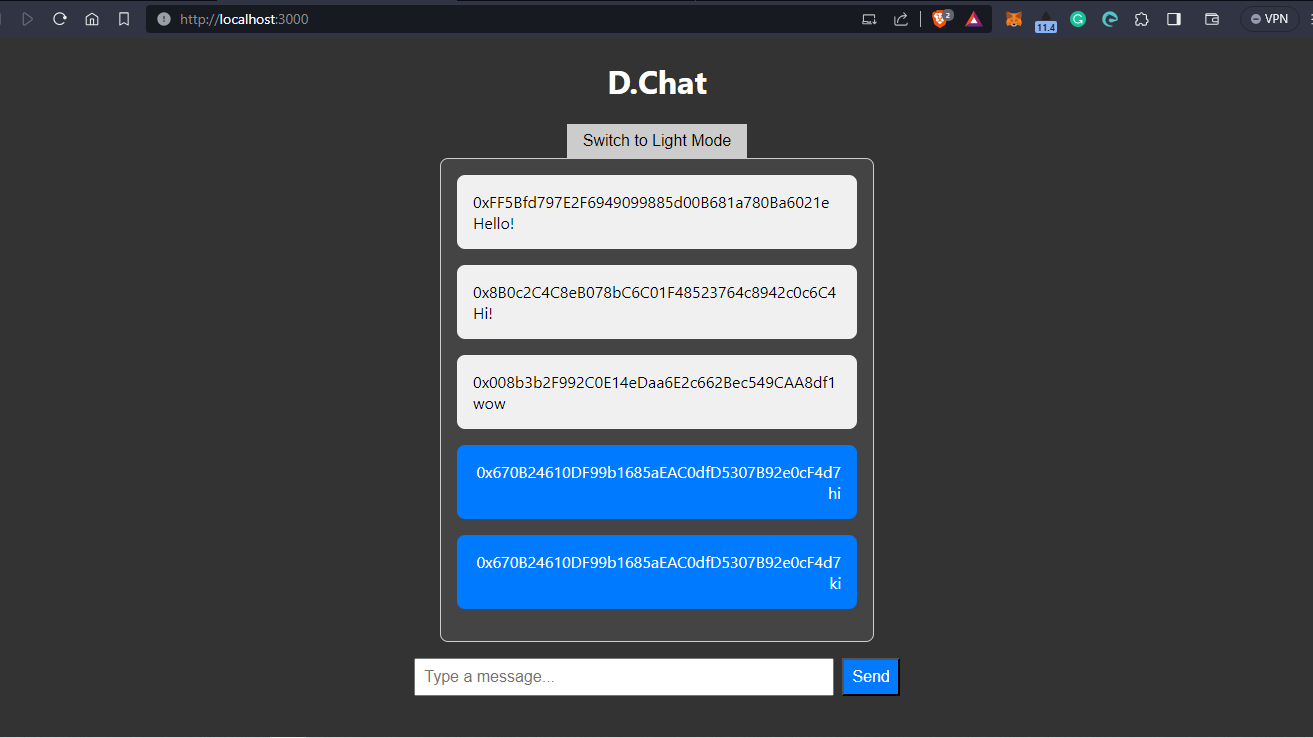 http://localhost:3000
2
11.4
VPN
D.Chat
Switch to Light Mode
0xFF5Bfd797E2F6949099885d00B681a780Ba6021e
Hello!
0x8B0c2C4C8eB078bC6C01F48523764c8942c0c6C4
Hi!
0x008b3b2F992C0E14eDaa6E2c662Bec549CAA8df1
wow
0x670B24610DF99b1685aEAC0dfD5307B92e0cF4d7
hi
0x670B24610DF99b1685aEAC0dfD5307B92e0cF4d7
ki
Type a message...
Send